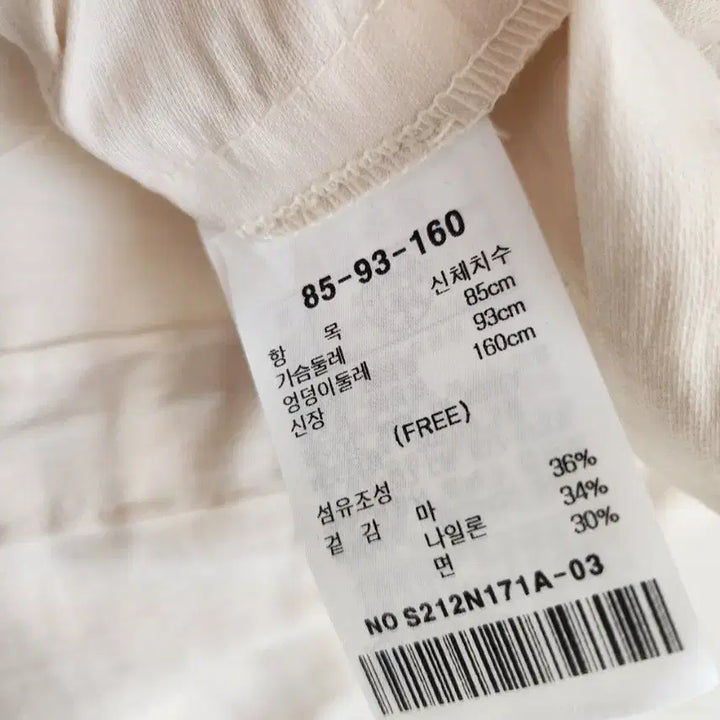 85-93-160
항 목 신체치수
가슴둘레 85cm
엉덩이둘레 93cm
신장 160cm
(FREE)
섬유조성
겉 감 마 36%
나일론 34%
면 30%
NO S212N171A-03